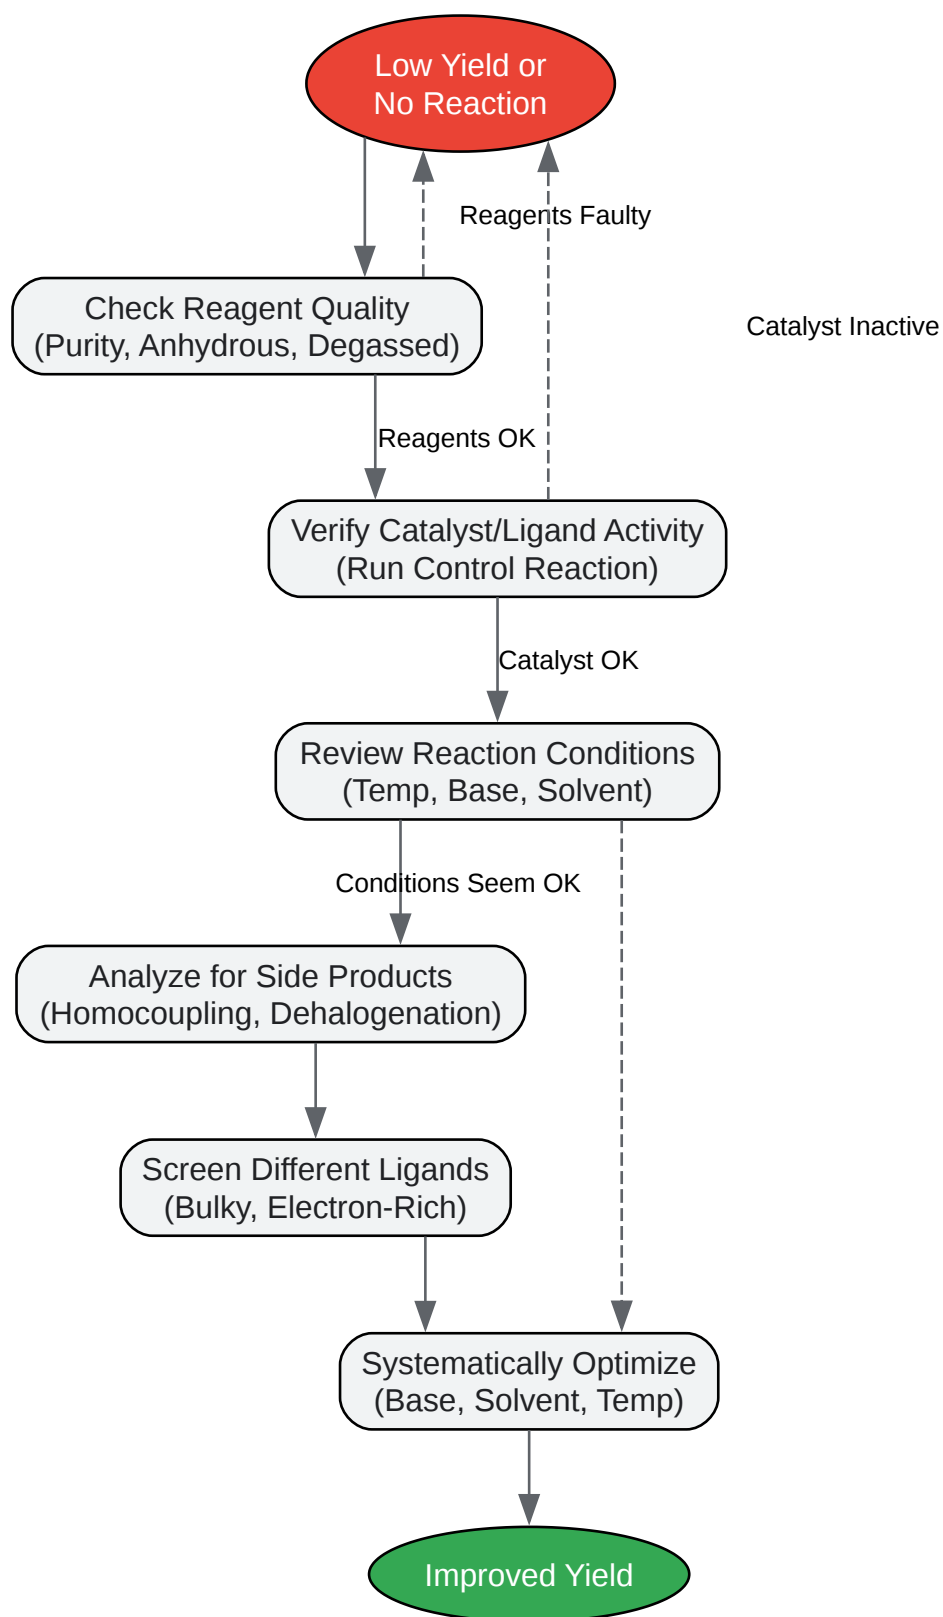 Low Yield or
No Reaction
Reagents Faulty
Check Reagent Quality
(Purity, Anhydrous, Degassed)
Catalyst Inactive
Reagents OK
Verify Catalyst/Ligand Activity
(Run Control Reaction)
Catalyst OK
Review Reaction Conditions
(Temp, Base, Solvent)
Conditions Seem OK
Analyze for Side Products
(Homocoupling, Dehalogenation)
Screen Different Ligands
(Bulky, Electron-Rich)
Systematically Optimize
(Base, Solvent, Temp)
Improved Yield